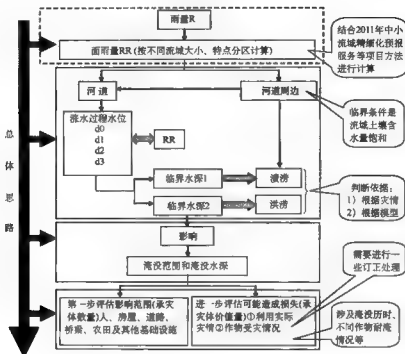 总体思路
雨量R
面雨量RR(按不同流域大小、特点分区计算)
结合2011年中小
流域精细化预报
服务等项目方法
进行计算
河道
河道周边
涨水过程水位
d0
d1
d2
d3
RR
临界条件是
流域土壤含
水量饱和
临界水深1
渍涝
临界水深2
洪涝
判断依据:
1) 根据灾情
2) 根据模型
影响
淹没范围和淹没水深
需要进行一
些订正处理
第一步评估影响范围(承灾
体数量)人、房屋、道路、
桥梁、农田及其他基础设施
进一步评估可能造成损失(承灾
体价值量)①利用实际
灾情②作物受灾情况
涉及淹没历时、
不同作物耐淹
情况等